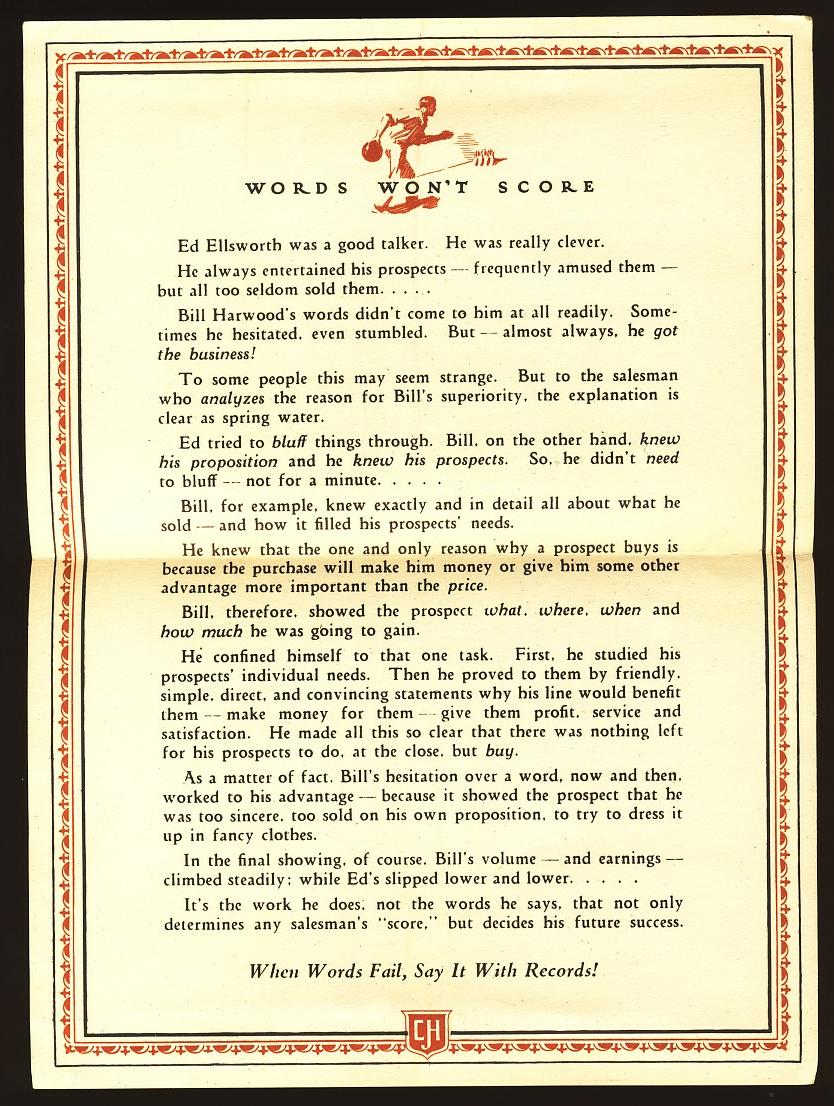 WORDS WON'T SCORE
Ed Ellsworth was a good talker. He was really clever.
He always entertained his prospects — frequently amused them —
but all too seldom sold them. . . . .
Bill Harwood's words didn't come to him at all readily. Some-
times he hesitated, even stumbled. But — almost always, he got
the business!
To some people this may seem strange. But to the salesman
who analyzes the reason for Bill's superiority, the explanation is
clear as spring water.
Ed tried to bluff things through. Bill, on the other hand, knew
his proposition and he knew his prospects. So, he didn't need
to bluff — not for a minute. . . . .
Bill, for example, knew exactly and in detail all about what he
sold — and how it filled his prospects' needs.
He knew that the one and only reason why a prospect buys is
because the purchase will make him money or give him some other
advantage more important than the price.
Bill, therefore, showed the prospect what, where, when and
how much he was going to gain.
He confined himself to that one task. First, he studied his
prospects' individual needs. Then he proved to them by friendly,
simple, direct, and convincing statements why his line would benefit
them — make money for them — give them profit, service and
satisfaction. He made all this so clear that there was nothing left
for his prospects to do, at the close, but buy.
As a matter of fact, Bill's hesitation over a word, now and then,
worked to his advantage — because it showed the prospect that he
was too sincere, too sold on his own proposition, to try to dress it
up in fancy clothes.
In the final showing, of course, Bill's volume — and earnings —
climbed steadily; while Ed's slipped lower and lower. . . . .
It's the work he does; not the words he says, that not only
determines any salesman's "score," but decides his future success.
When Words Fail, Say It With Records!
CJH